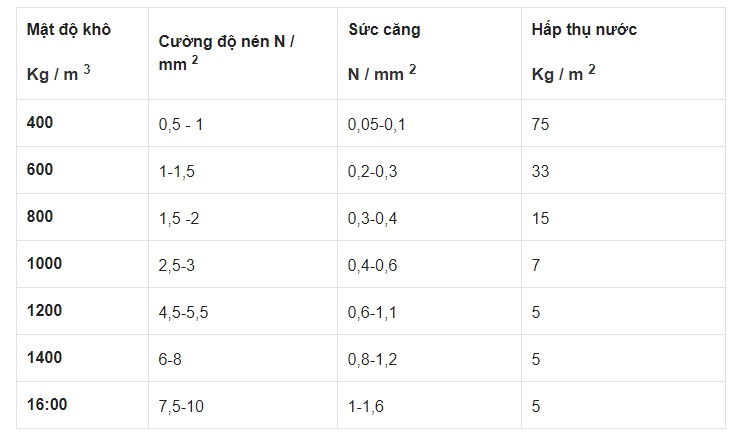 Mật độ khô Kg / m 3 | Cường độ nén N / mm 2 | Sức căng N / mm 2 | Hấp thụ nước Kg / m 2
400 | 0,5 - 1 | 0,05-0,1 | 75
600 | 1-1,5 | 0,2-0,3 | 33
800 | 1,5 -2 | 0,3-0,4 | 15
1000 | 2,5-3 | 0,4-0,6 | 7
1200 | 4,5-5,5 | 0,6-1,1 | 5
1400 | 6-8 | 0,8-1,2 | 5
16:00 | 7,5-10 | 1-1,6 | 5